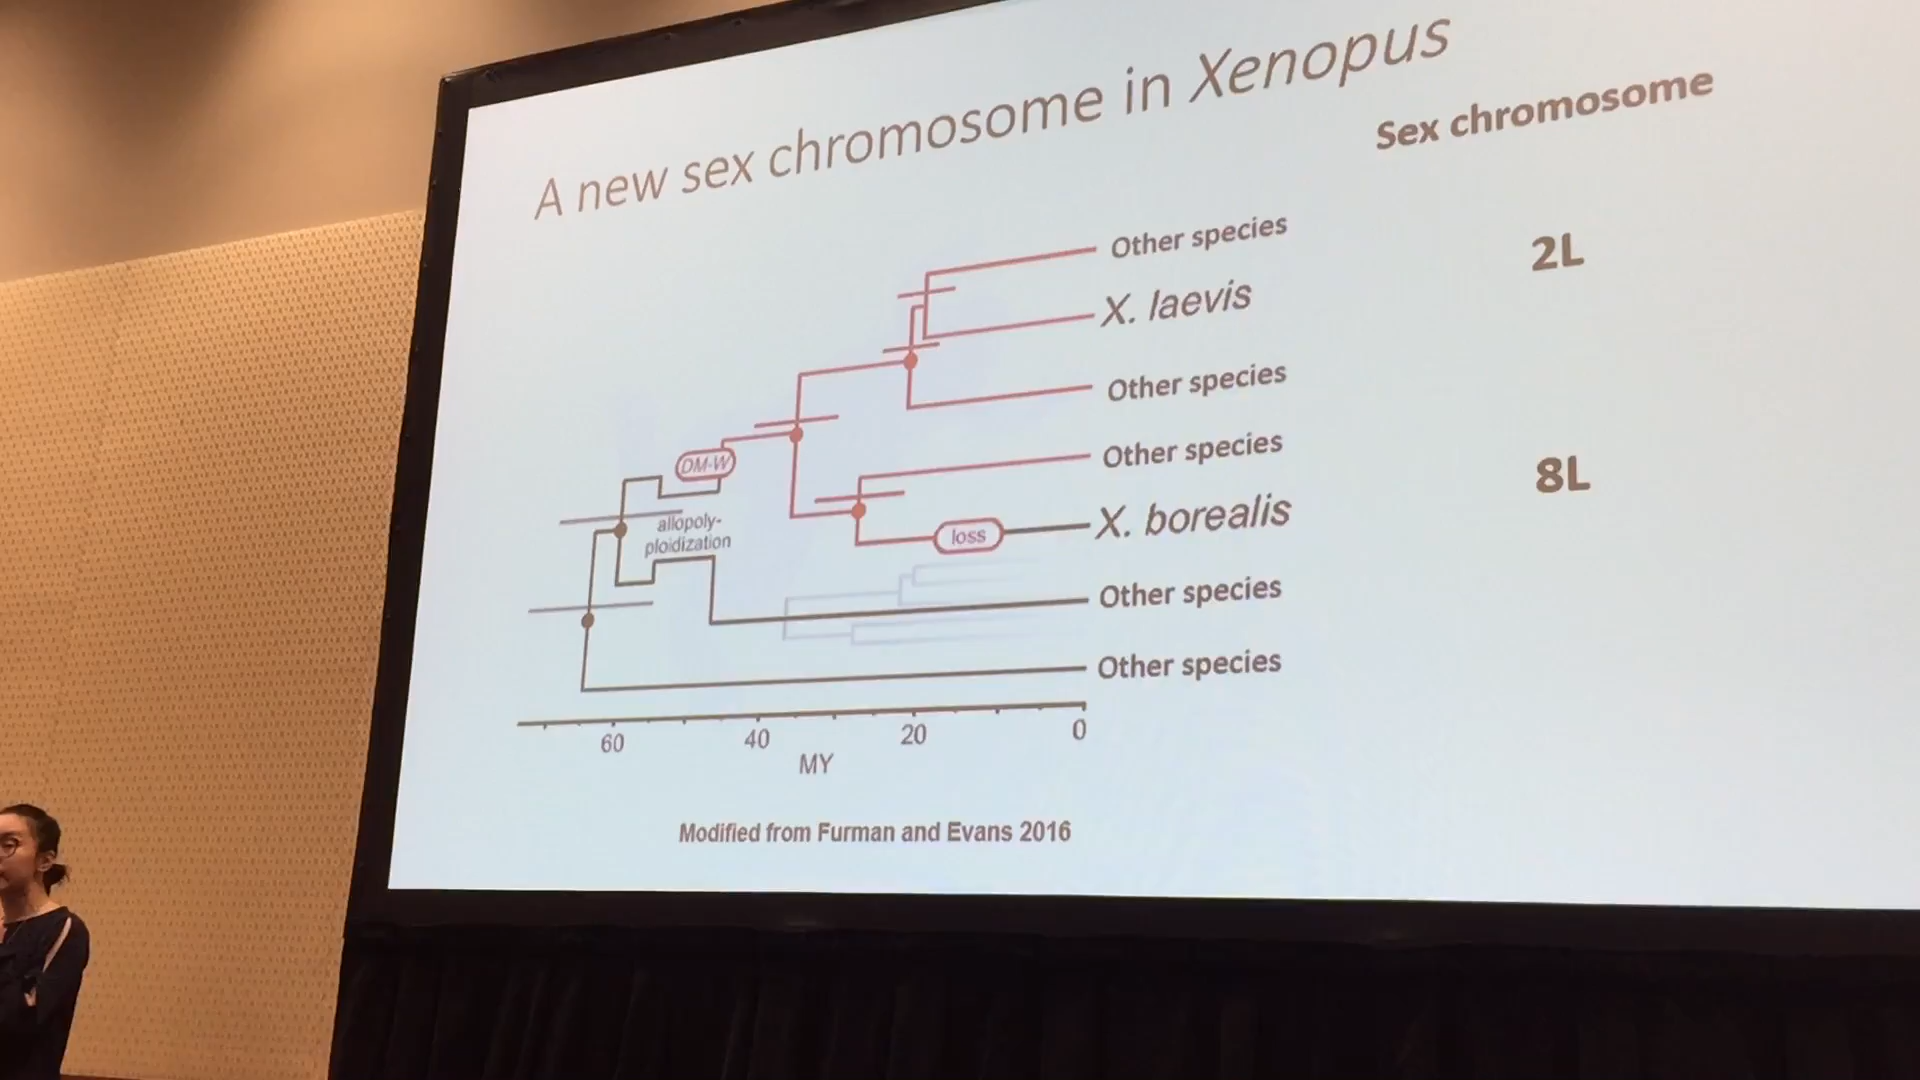 A new sex chromosome in Xenopus
Sex chromosome
Other species
2L
X. laevis
Other species
Other species
DM-W
8L
X. borealis
loss
allopoly-
ploidization
Other species
Other species
60 40 20 0
MY
Modified from Furman and Evans 2016